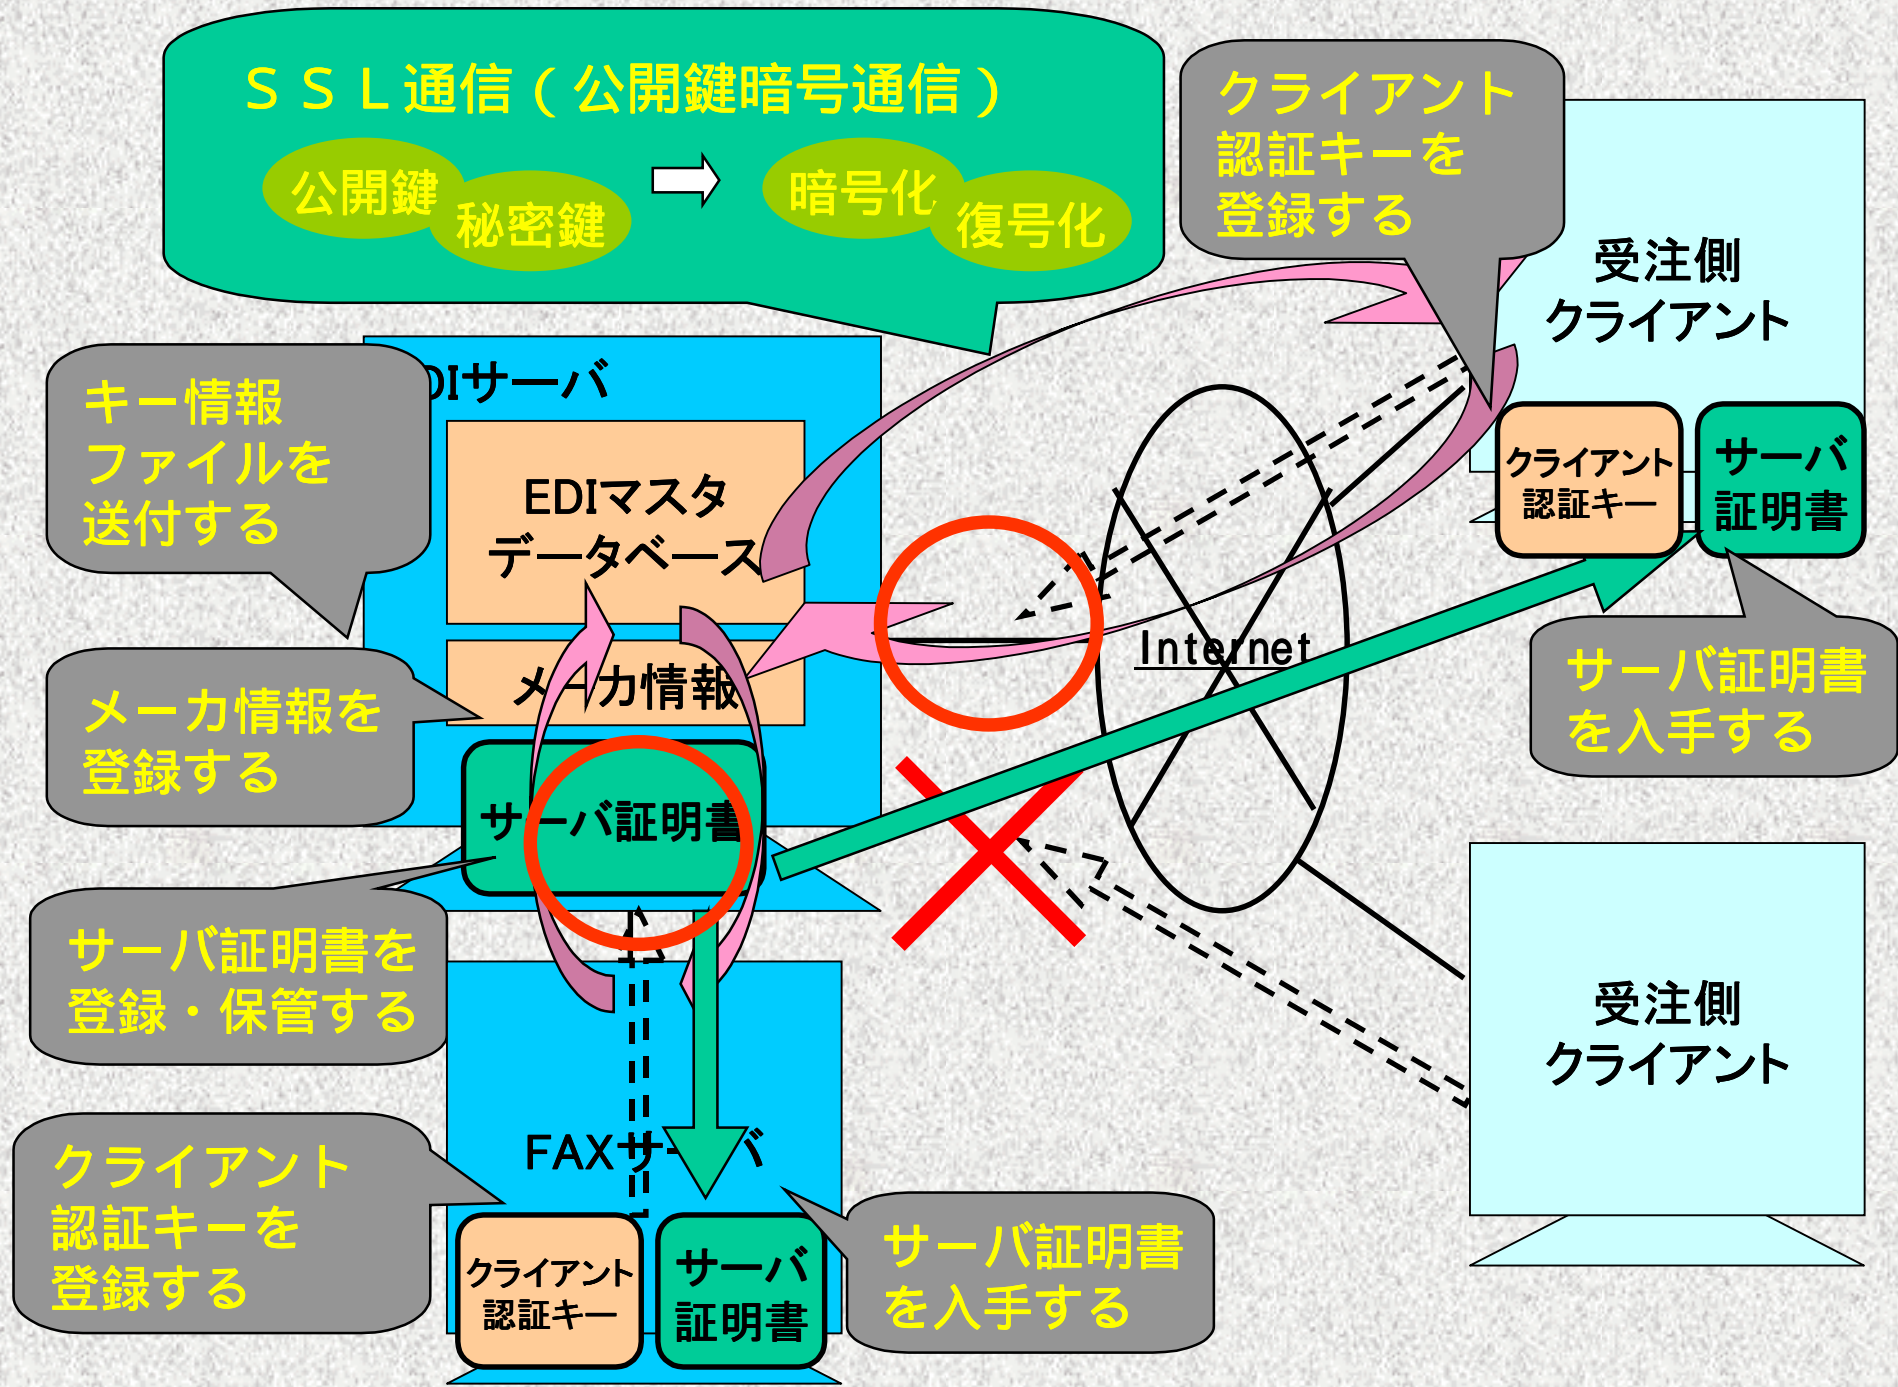 ＳＳＬ通信（公開鍵暗号通信）
公開鍵
秘密鍵
暗号化
復号化
クライアント
認証キーを
登録する
受注側
クライアント
クライアント
認証キー
サーバ
証明書
サーバ証明書
を入手する
キー情報
ファイルを
送付する
DIサーバ
EDIマスタ
データベース
メーカ情報
メーカ情報を
登録する
サーバ証明書
サーバ証明書を
登録・保管する
Internet
受注側
クライアント
FAXサーバ
クライアント
認証キーを
登録する
クライアント
認証キー
サーバ
証明書
サーバ証明書
を入手する